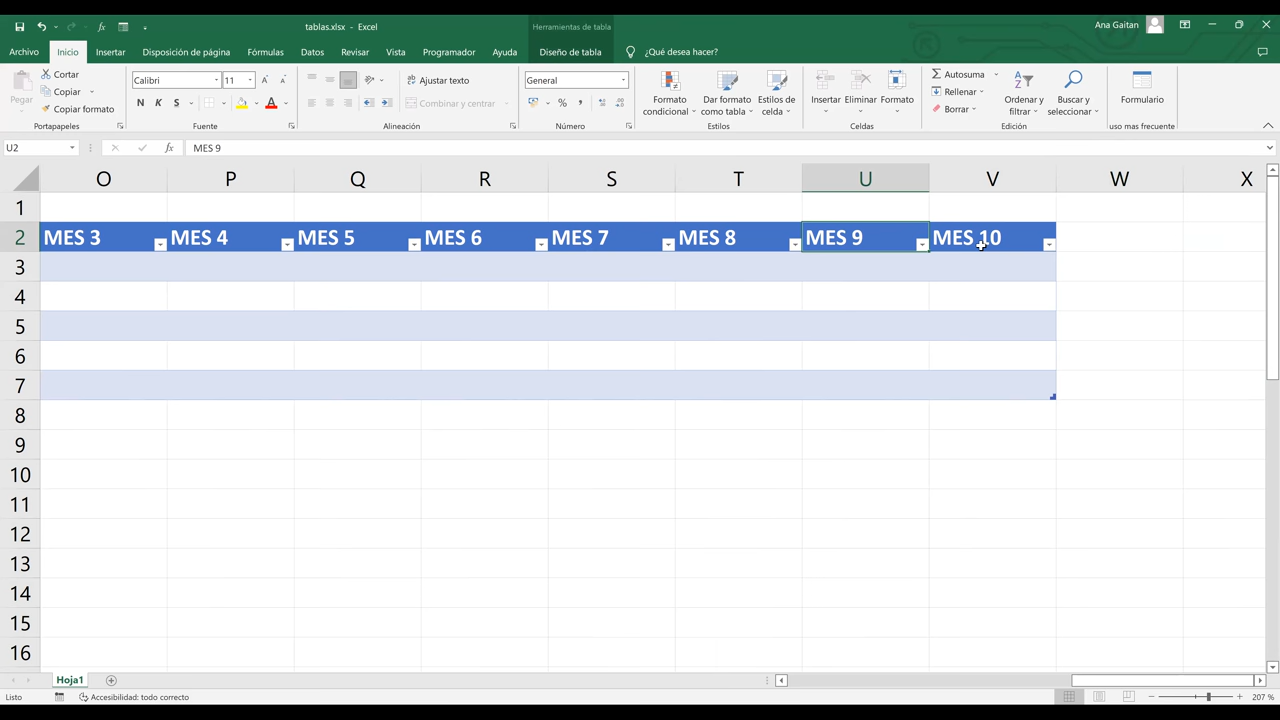 tablas.xlsx - Excel
Herramientas de tabla
Ana Gaitan
Archivo Inicio Insertar Disposición de página Fórmulas Datos Revisar Vista Programador Ayuda Diseño de tabla ¿Qué desea hacer?
Pegar
Cortar
Copiar
Copiar formato
Portapapeles
Calibri 11
N K S
Fuente
Ajustar texto
Combinar y centrar
Alineación
General
% 000
Número
Formato condicional
Dar formato como tabla
Estilos de celda
Estilos
Insertar Eliminar Formato
Celdas
Autosuma
Rellenar
Borrar
Ordenar y filtrar
Buscar y seleccionar
Edición
Formulario
uso mas frecuente
U2 fx MES 9
O P Q R S T U V W X
1
2 MES 3 MES 4 MES 5 MES 6 MES 7 MES 8 MES 9 MES 10
3
4
5
6
7
8
9
10
11
12
13
14
15
16
Hoja1
Listo Accesibilidad: todo correcto 207 %